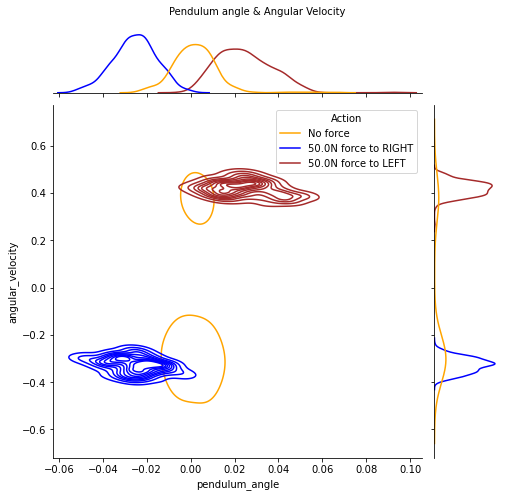 Pendulum angle & Angular Velocity
Action
No force
50.0N force to RIGHT
50.0N force to LEFT
0.6
0.4
0.2
0.0
−0.2
−0.4
−0.6
angular_velocity
−0.06 −0.04 −0.02 0.00 0.02 0.04 0.06 0.08 0.10
pendulum_angle